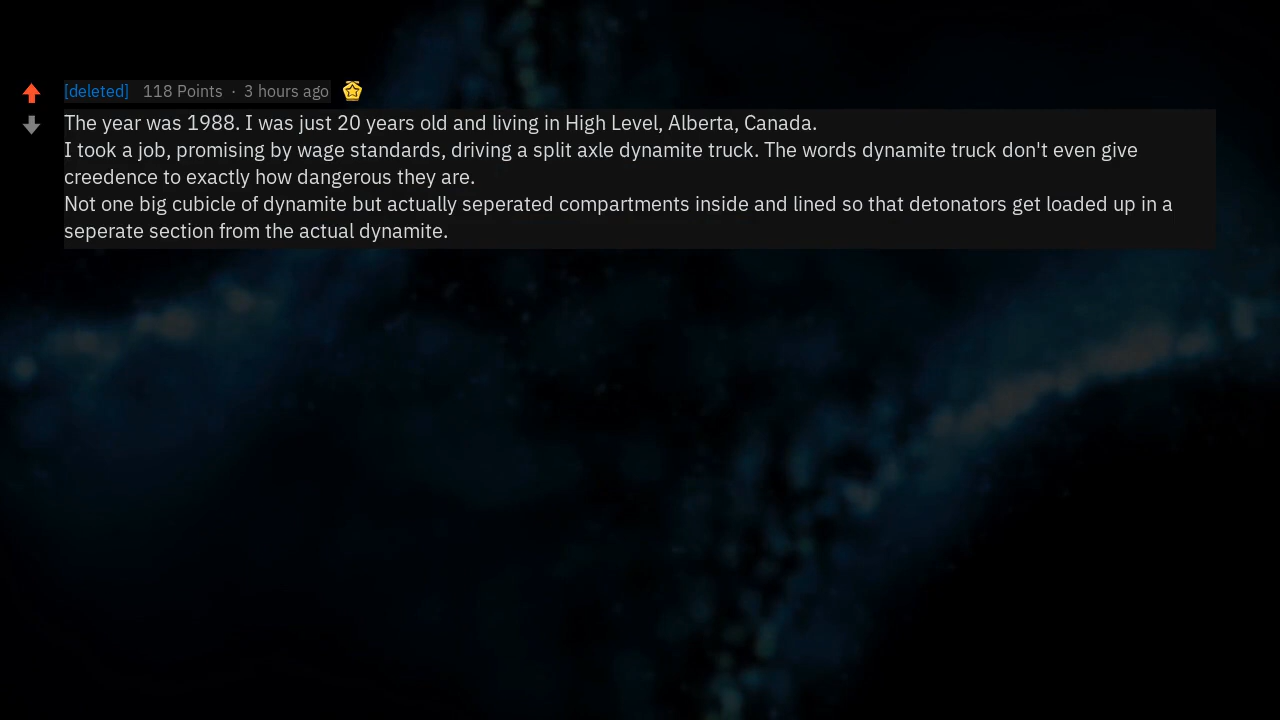 [deleted] 118 Points · 3 hours ago
The year was 1988. I was just 20 years old and living in High Level, Alberta, Canada.
I took a job, promising by wage standards, driving a split axle dynamite truck. The words dynamite truck don't even give
creedence to exactly how dangerous they are.
Not one big cubicle of dynamite but actually seperated compartments inside and lined so that detonators get loaded up in a
seperate section from the actual dynamite.